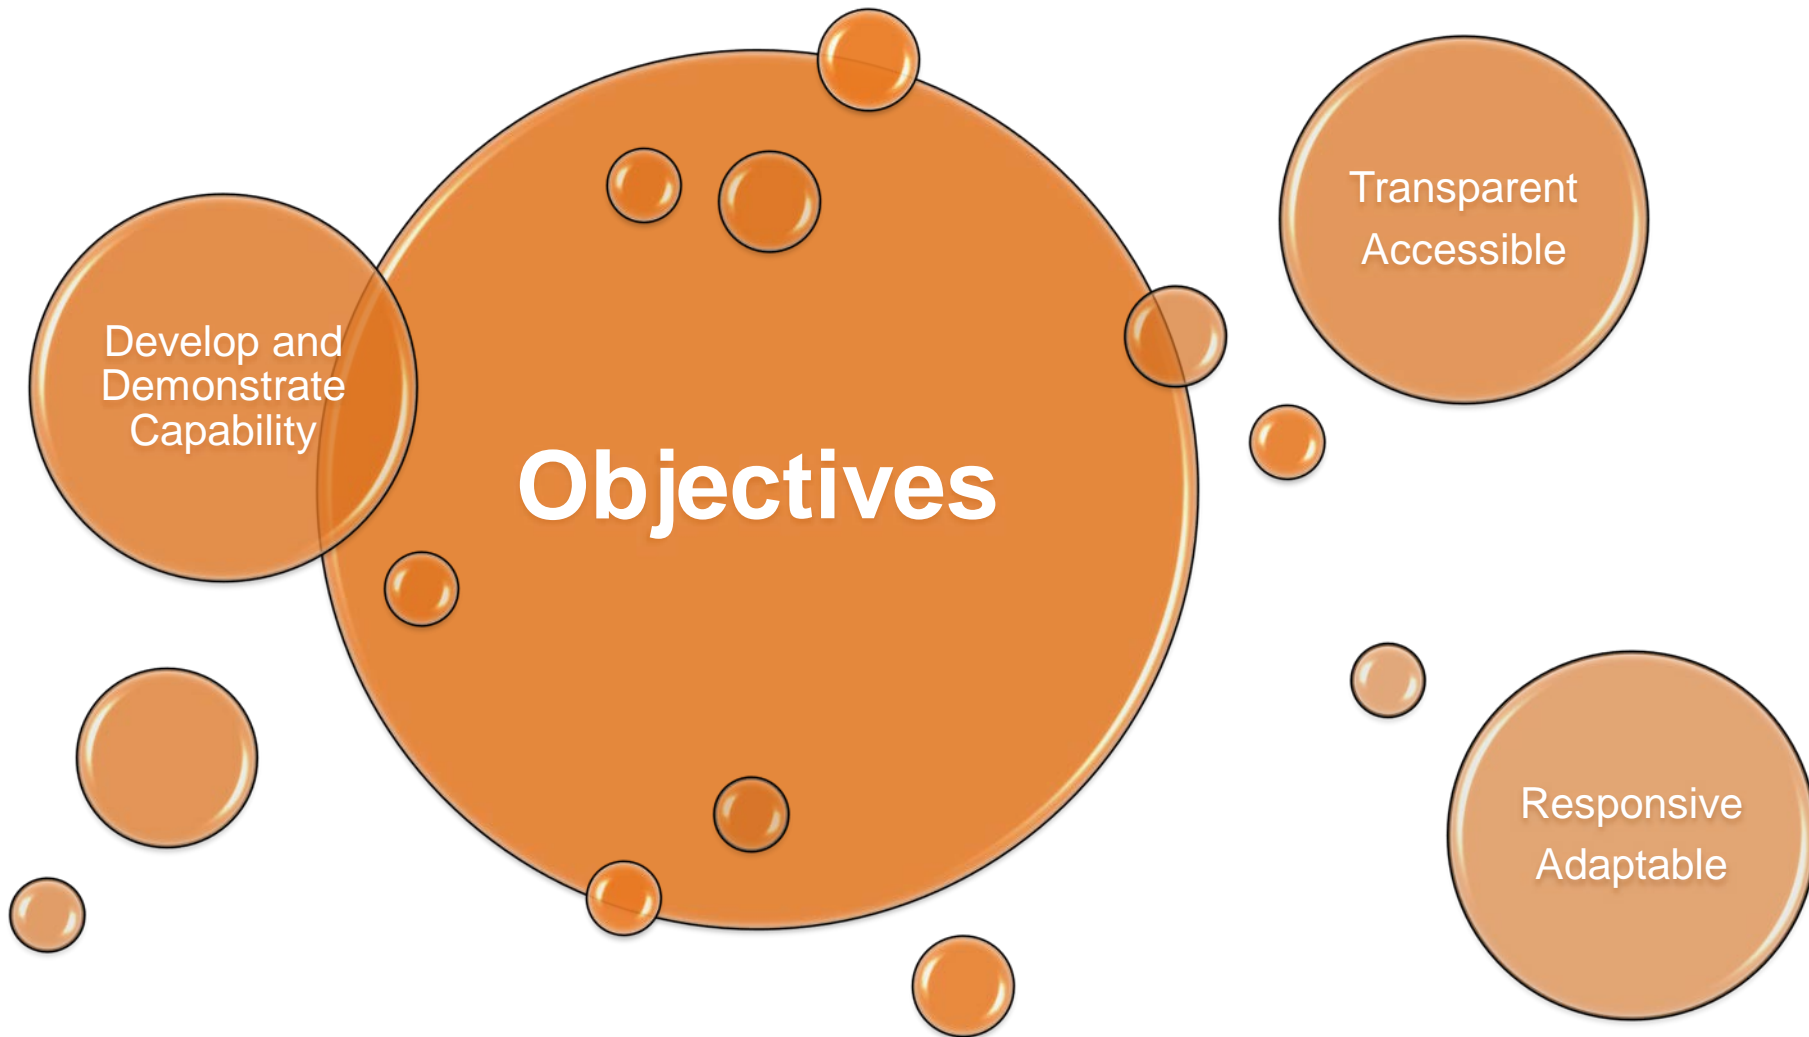 Objectives
Develop and
Demonstrate
Capability
Transparent
Accessible
Responsive
Adaptable